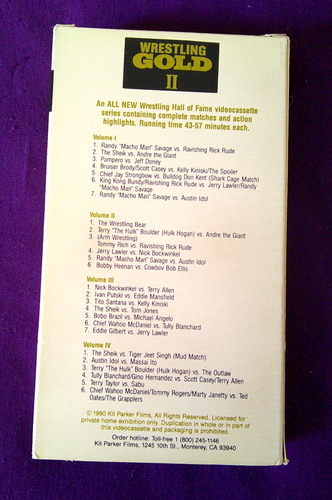 WRESTLING
GOLD
II
An ALL NEW Wrestling Hall of Fame videocassette
series containing complete matches and action
highlights. Running time 43-57 minutes each.
Volume I
1. Randy "Macho Man" Savage vs. Ravishing Rick Rude
2. The Sheik vs. Andre the Giant
3. Pampero vs. Jeff Doney
4. Bruiser Brody/Scott Casey vs. Kelly Kiniski/The Spoiler
5. Chief Jay Strongbow vs. Bulldog Don Kent (Shark Cage Match)
6. King Kong Bundy/Ravishing Rick Rude vs. Jerry Lawler/Randy
"Macho Man" Savage
7. Randy "Macho Man" Savage vs. Austin Idol
Volume II
1. The Wrestling Bear
2. Terry "The Hulk" Boulder (Hulk Hogan) vs. Andre the Giant
3. (Arm Wrestling)
Tommy Rich vs. Ravishing Rick Rude
4. Jerry Lawler vs. Nick Bockwinkel
5. Randy "Macho Man" Savage vs. Austin Idol
6. Bobby Heenan vs. Cowboy Bob Ellis
Volume III
1. Nick Bockwinkel vs. Terry Allen
2. Ivan Putski vs. Eddie Mansfield
3. Tito Santana vs. Kelly Kiniski
4. The Sheik vs. Tom Jones
5. Bobo Brazil vs. Michael Angelo
6. Chief Wahoo McDaniel vs. Tully Blanchard
7. Eddie Gilbert vs. Jerry Lawler
Volume IV
1. The Sheik vs. Tiger Jeet Singh (Mud Match)
2. Austin Idol vs. Massai Ito
3. Terry "The Hulk" Boulder (Hulk Hogan) vs. The Outlaw
4. Tully Blanchard/Gino Hernandez vs. Scott Casey/Terry Allen
5. Terry Taylor vs. Sabu
6. Chief Wahoo McDaniel/Tommy Rogers/Marty Janetty vs. Ted
Oates/The Grapplers
© 1990 Kit Parker Films, All Rights Reserved. Licensed for
private home exhibition only. Duplication in whole or in part of
this videocassette and packaging is prohibited.
Order hotline: Toll-free 1 (800) 245-1146
Kit Parker Films, 1245 10th St., Monterey, CA 93940